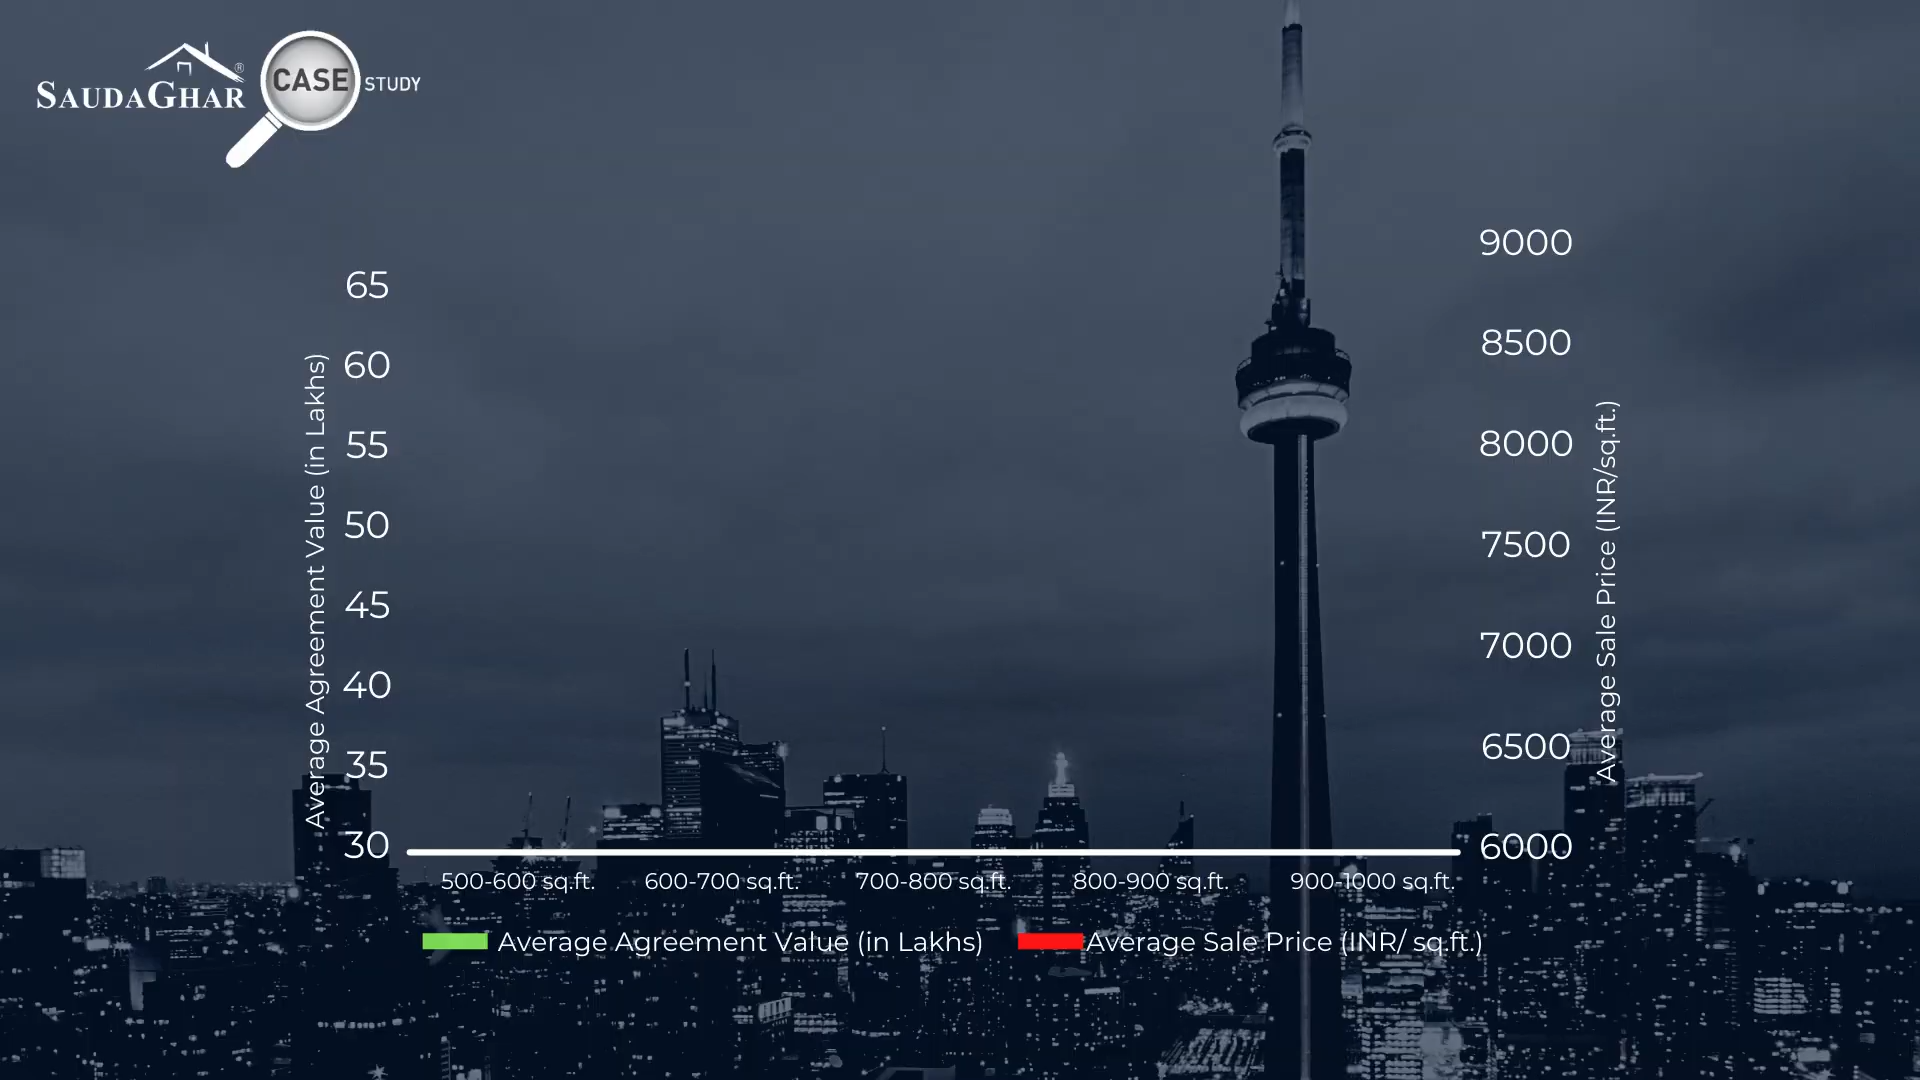 SAUDAGHAR®
CASE STUDY
Average Agreement Value (in Lakhs)
65
60
55
50
45
40
35
30
9000
8500
8000
7500
7000
6500
6000
Average Sale Price (INR/sq.ft.)
500-600 sq.ft. 600-700 sq.ft. 700-800 sq.ft. 800-900 sq.ft. 900-1000 sq.ft.
Average Agreement Value (in Lakhs) Average Sale Price (INR/ sq.ft.)